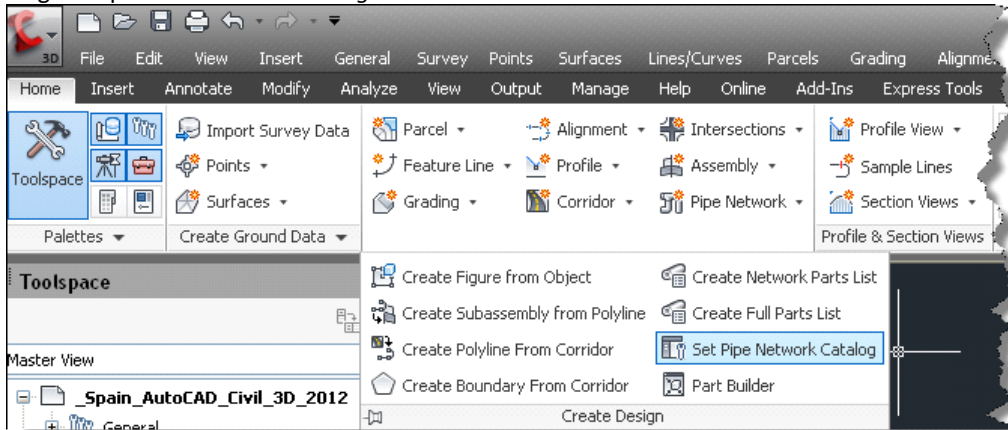 3D File Edit View Insert General Survey Points Surfaces Lines/Curves Parcels Grading
Home Insert Annotate Modify Analyze View Output Manage Help Online Add-Ins Express Tools
Toolspace Import Survey Data Parcel Alignment Intersections Profile View
Points Feature Line Profile Assembly Sample Lines
Surfaces Grading Corridor Pipe Network Section Views
Palettes Create Ground Data Profile & Section Views
Toolspace
Create Figure from Object Create Network Parts List
Create Subassembly from Polyline Create Full Parts List
Master View
Create Polyline From Corridor Set Pipe Network Catalog
Create Boundary From Corridor Part Builder
_Spain_AutoCAD_Civil_3D_2012
General
Create Design